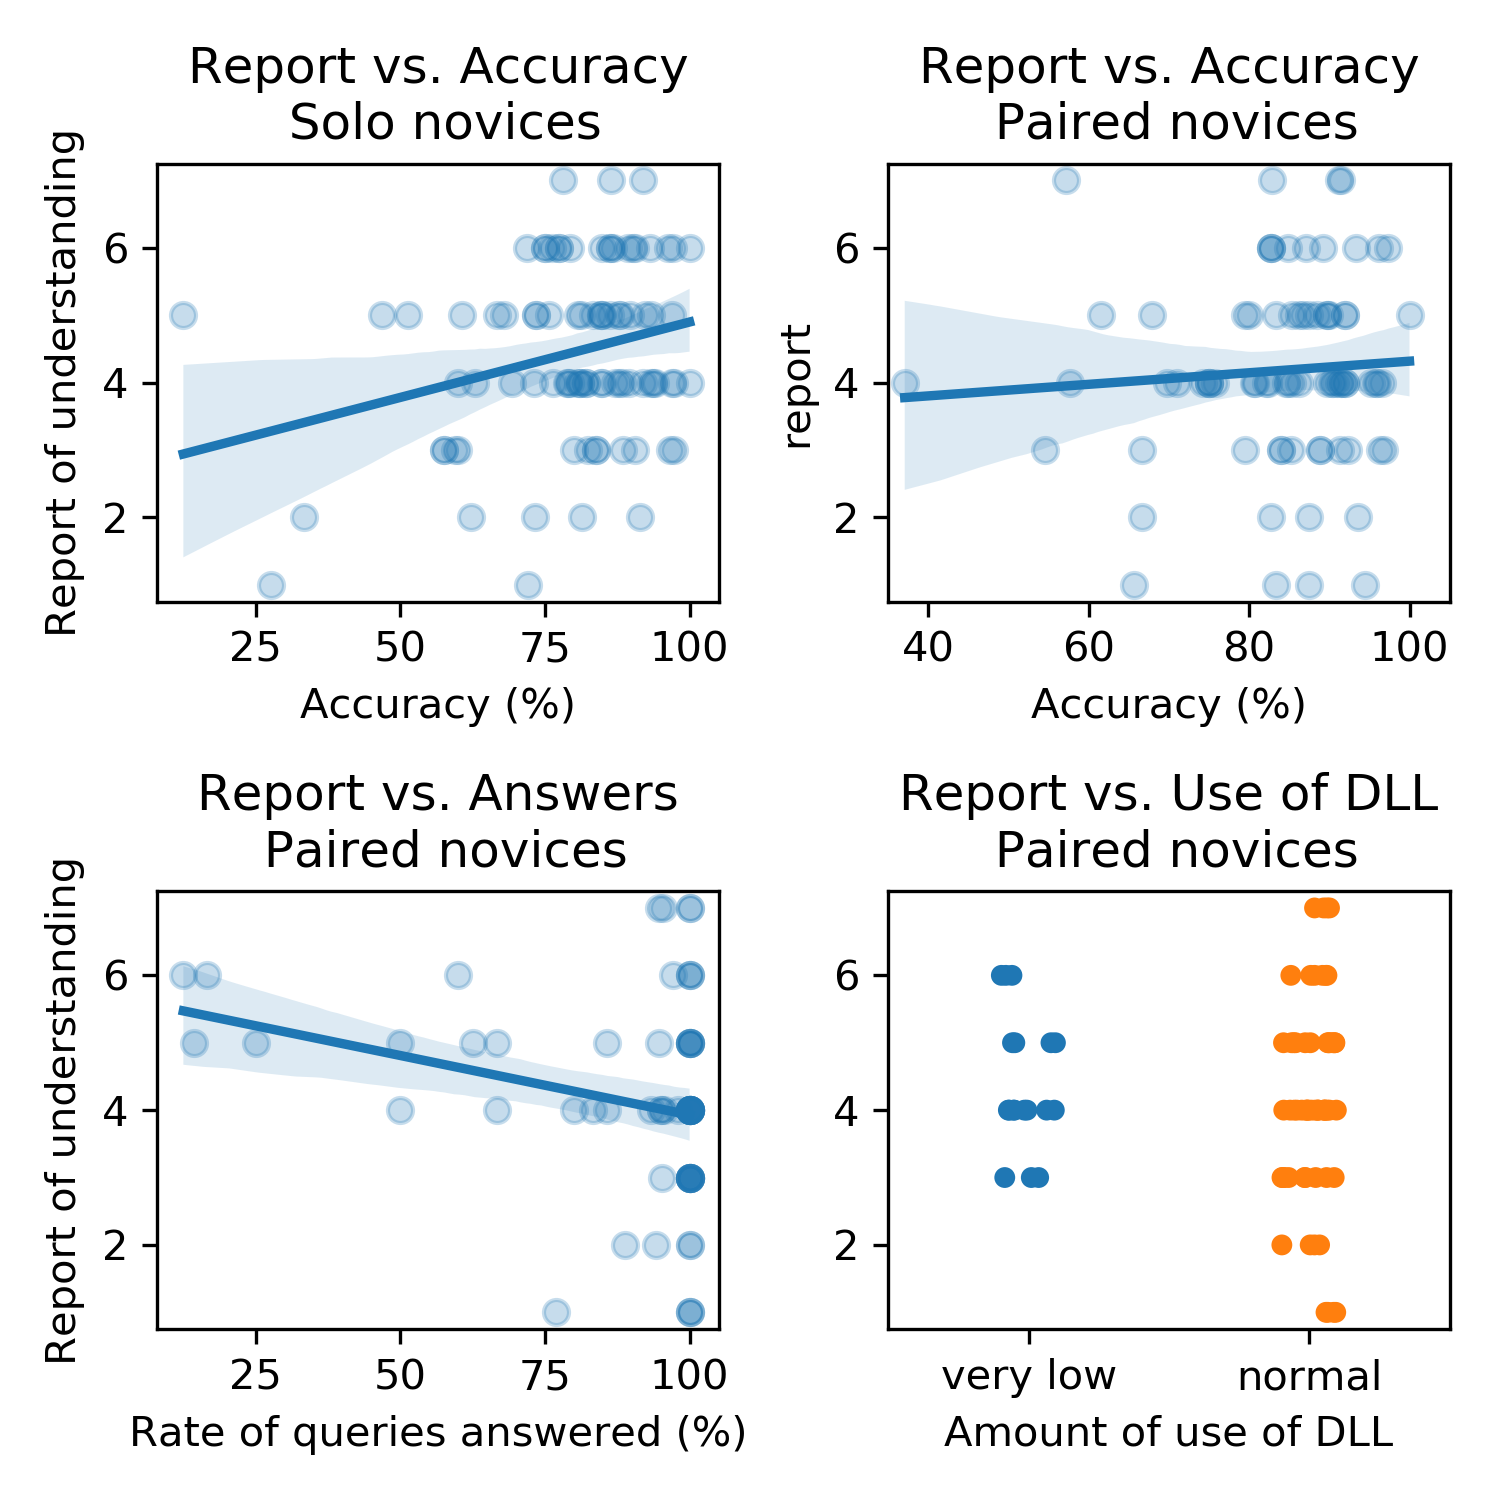 Report vs. Accuracy
Solo novices
Report of understanding
6
4
2
25 50 75 100
Accuracy (%)
Report vs. Accuracy
Paired novices
report
6
4
2
40 60 80 100
Accuracy (%)
Report vs. Answers
Paired novices
Report of understanding
6
4
2
25 50 75 100
Rate of queries answered (%)
Report vs. Use of DLL
Paired novices
6
4
2
very low normal
Amount of use of DLL